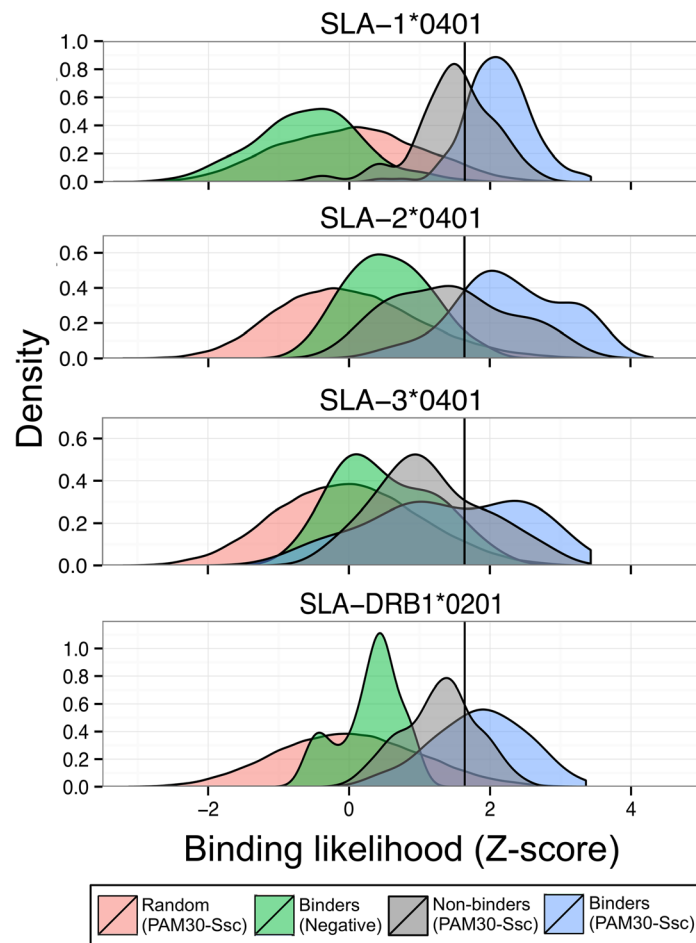 SLA−1*0401
1.0
0.8
0.6
0.4
0.2
0.0
SLA−2*0401
0.6
0.4
0.2
0.0
SLA−3*0401
0.6
0.4
0.2
0.0
SLA−DRB1*0201
1.0
0.8
0.6
0.4
0.2
0.0
Density
−2 0 2 4
Binding likelihood (Z−score)
Random Binders Non−binders Binders
(PAM30−Ssc) (Negative) (PAM30−Ssc) (PAM30−Ssc)